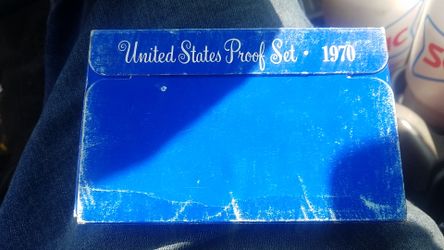 United States Proof Set · 1970